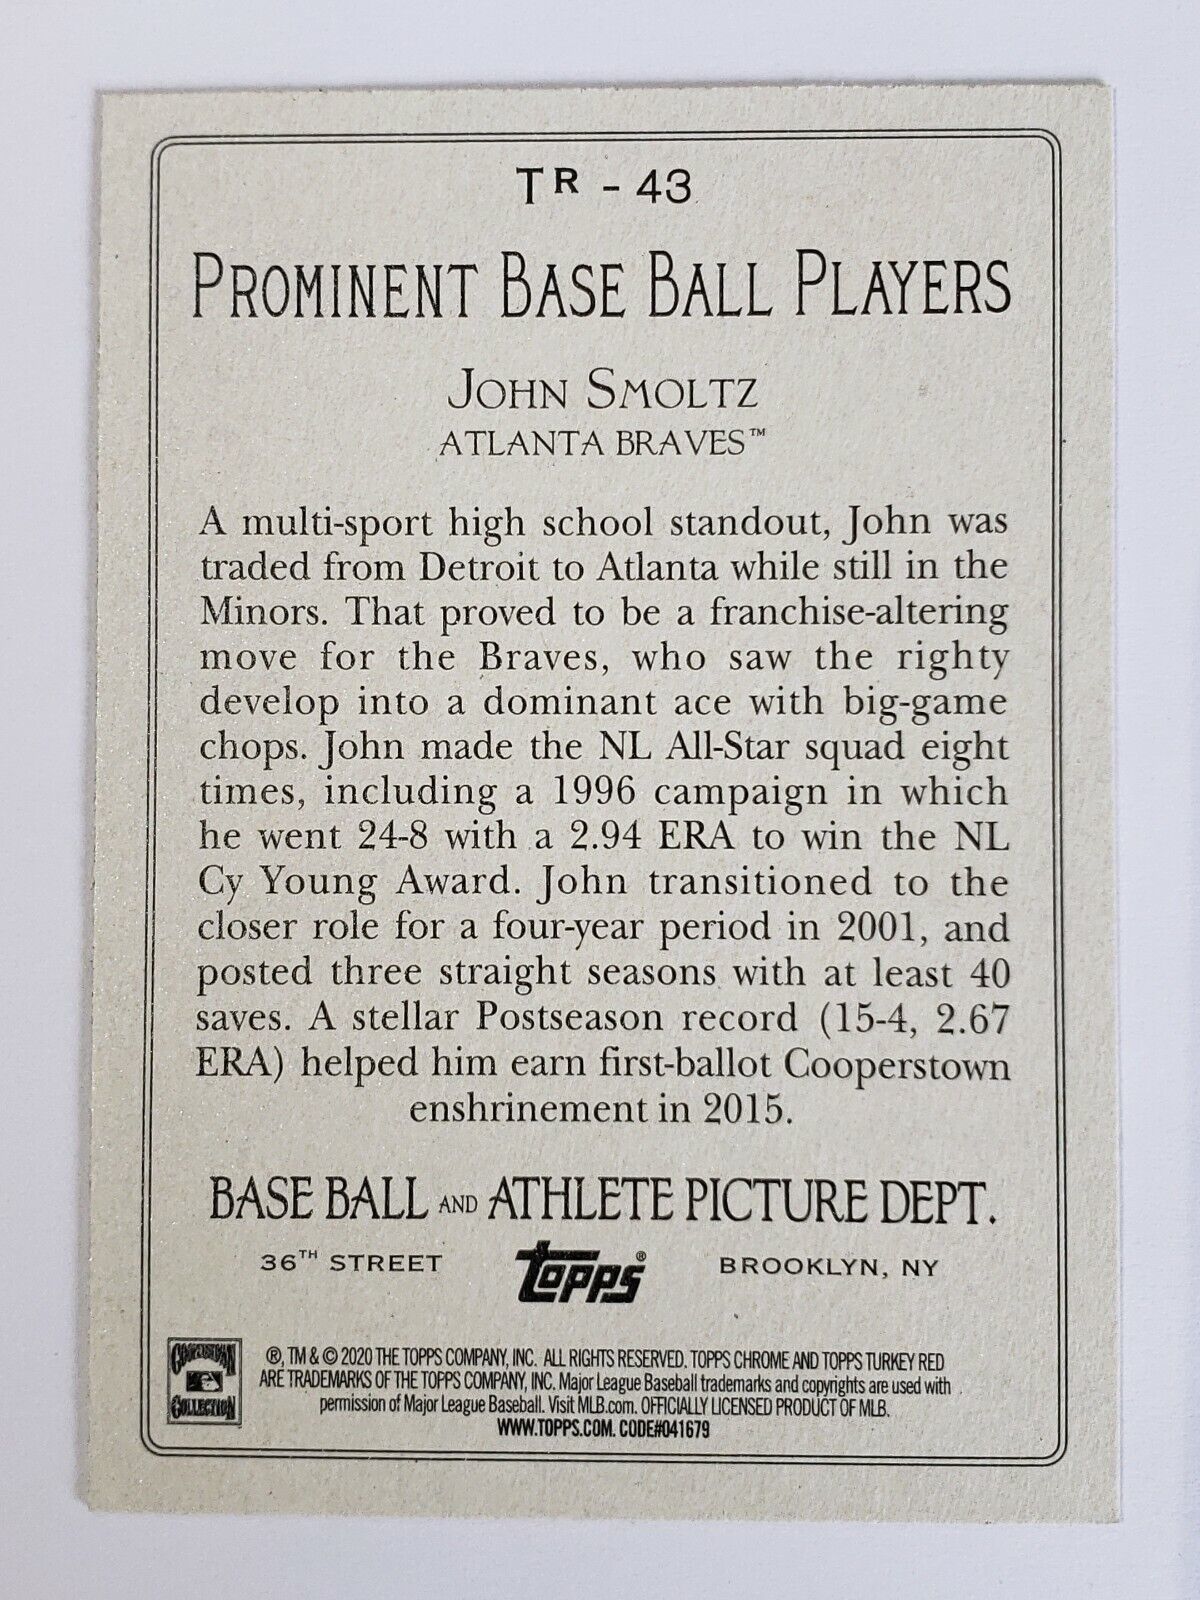 TR - 43
PROMINENT BASE BALL PLAYERS
JOHN SMOLTZ
ATLANTA BRAVES™
A multi-sport high school standout, John was
traded from Detroit to Atlanta while still in the
Minors. That proved to be a franchise-altering
move for the Braves, who saw the righty
develop into a dominant ace with big-game
chops. John made the NL All-Star squad eight
times, including a 1996 campaign in which
he went 24-8 with a 2.94 ERA to win the NL
Cy Young Award. John transitioned to the
closer role for a four-year period in 2001, and
posted three straight seasons with at least 40
saves. A stellar Postseason record (15-4, 2.67
ERA) helped him earn first-ballot Cooperstown
enshrinement in 2015.
BASE BALL AND ATHLETE PICTURE DEPT.
36TH STREET topps® BROOKLYN, NY
COOPERSTOWN
COLLECTION
®, TM & © 2020 THE TOPPS COMPANY, INC. ALL RIGHTS RESERVED. TOPPS CHROME AND TOPPS TURKEY RED
ARE TRADEMARKS OF THE TOPPS COMPANY, INC. Major League Baseball trademarks and copyrights are used with
permission of Major League Baseball. Visit MLB.com. OFFICIALLY LICENSED PRODUCT OF MLB.
WWW.TOPPS.COM. CODE#041679